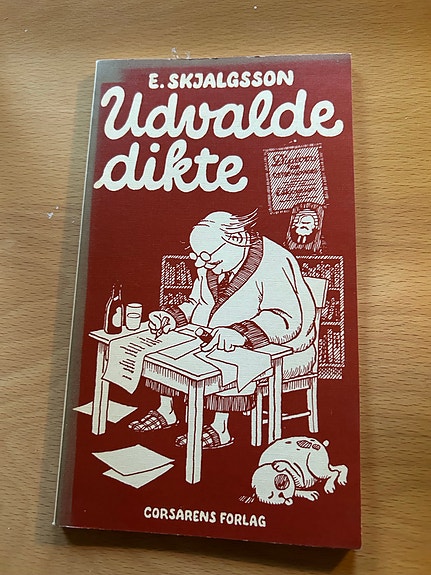 E. SKJALGSSON
Udvalde
dikte
CORSARENS FORLAG